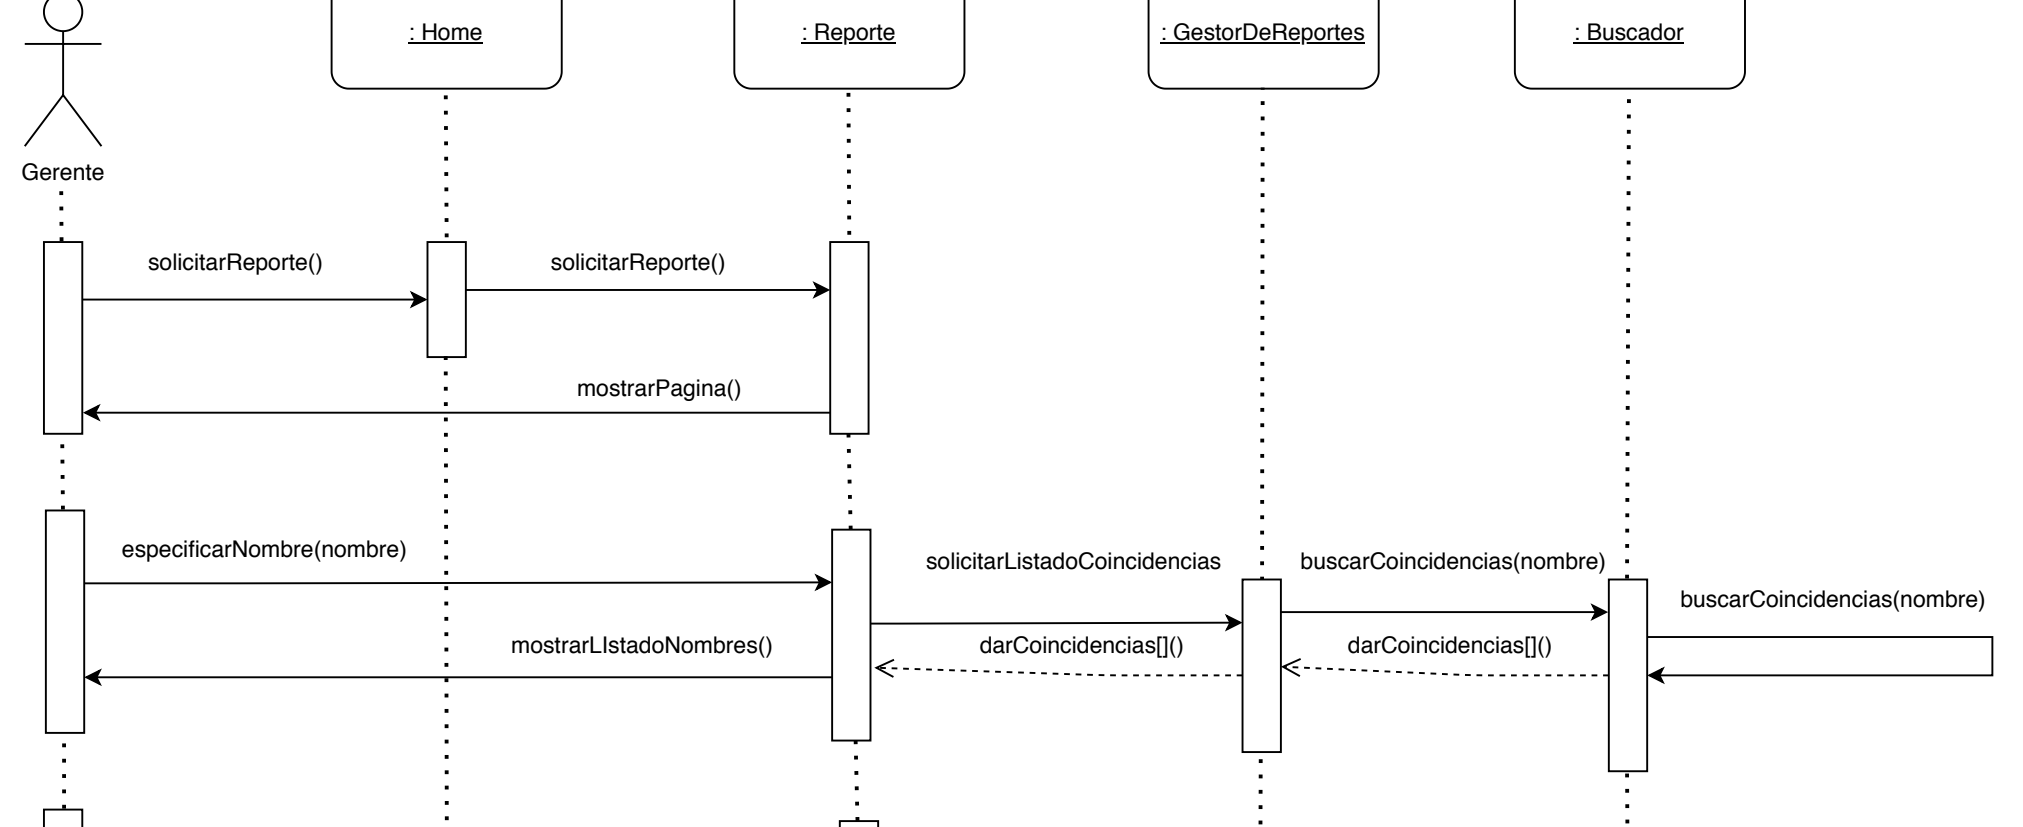 : Home
: Reporte
: GestorDeReportes
: Buscador
Gerente
solicitarReporte()
solicitarReporte()
mostrarPagina()
especificarNombre(nombre)
solicitarListadoCoincidencias
buscarCoincidencias(nombre)
buscarCoincidencias(nombre)
mostrarLIstadoNombres()
darCoincidencias[]()
darCoincidencias[]()